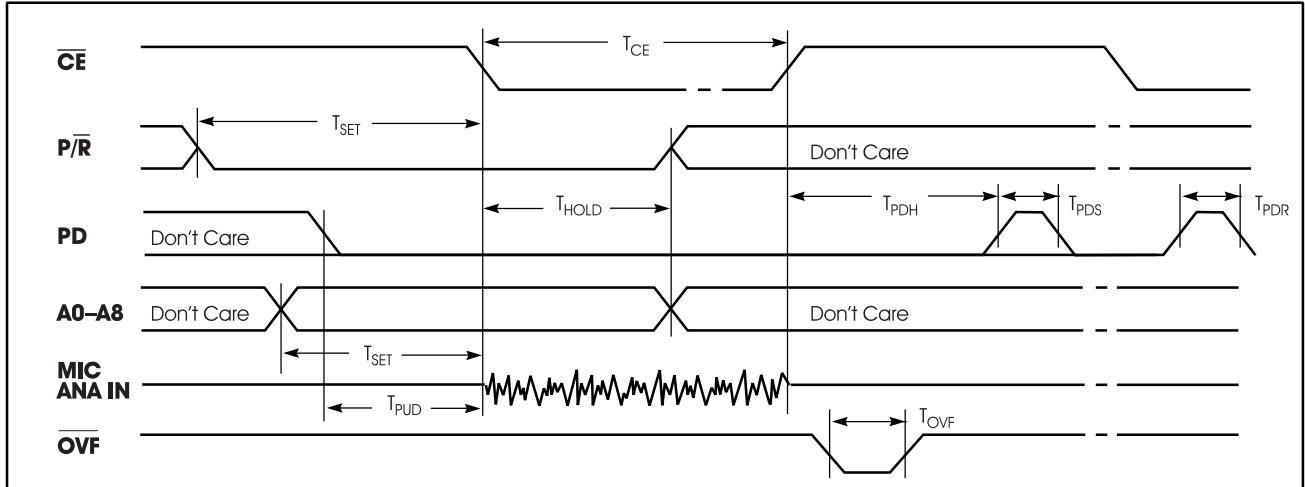 CE
T_CE
T_SET
P/R
Don't Care
T_HOLD
T_PDH
T_PDS
T_PDR
PD
Don't Care
A0–A8
Don't Care
Don't Care
T_SET
MIC
ANA IN
T_PUD
T_OVF
OVF